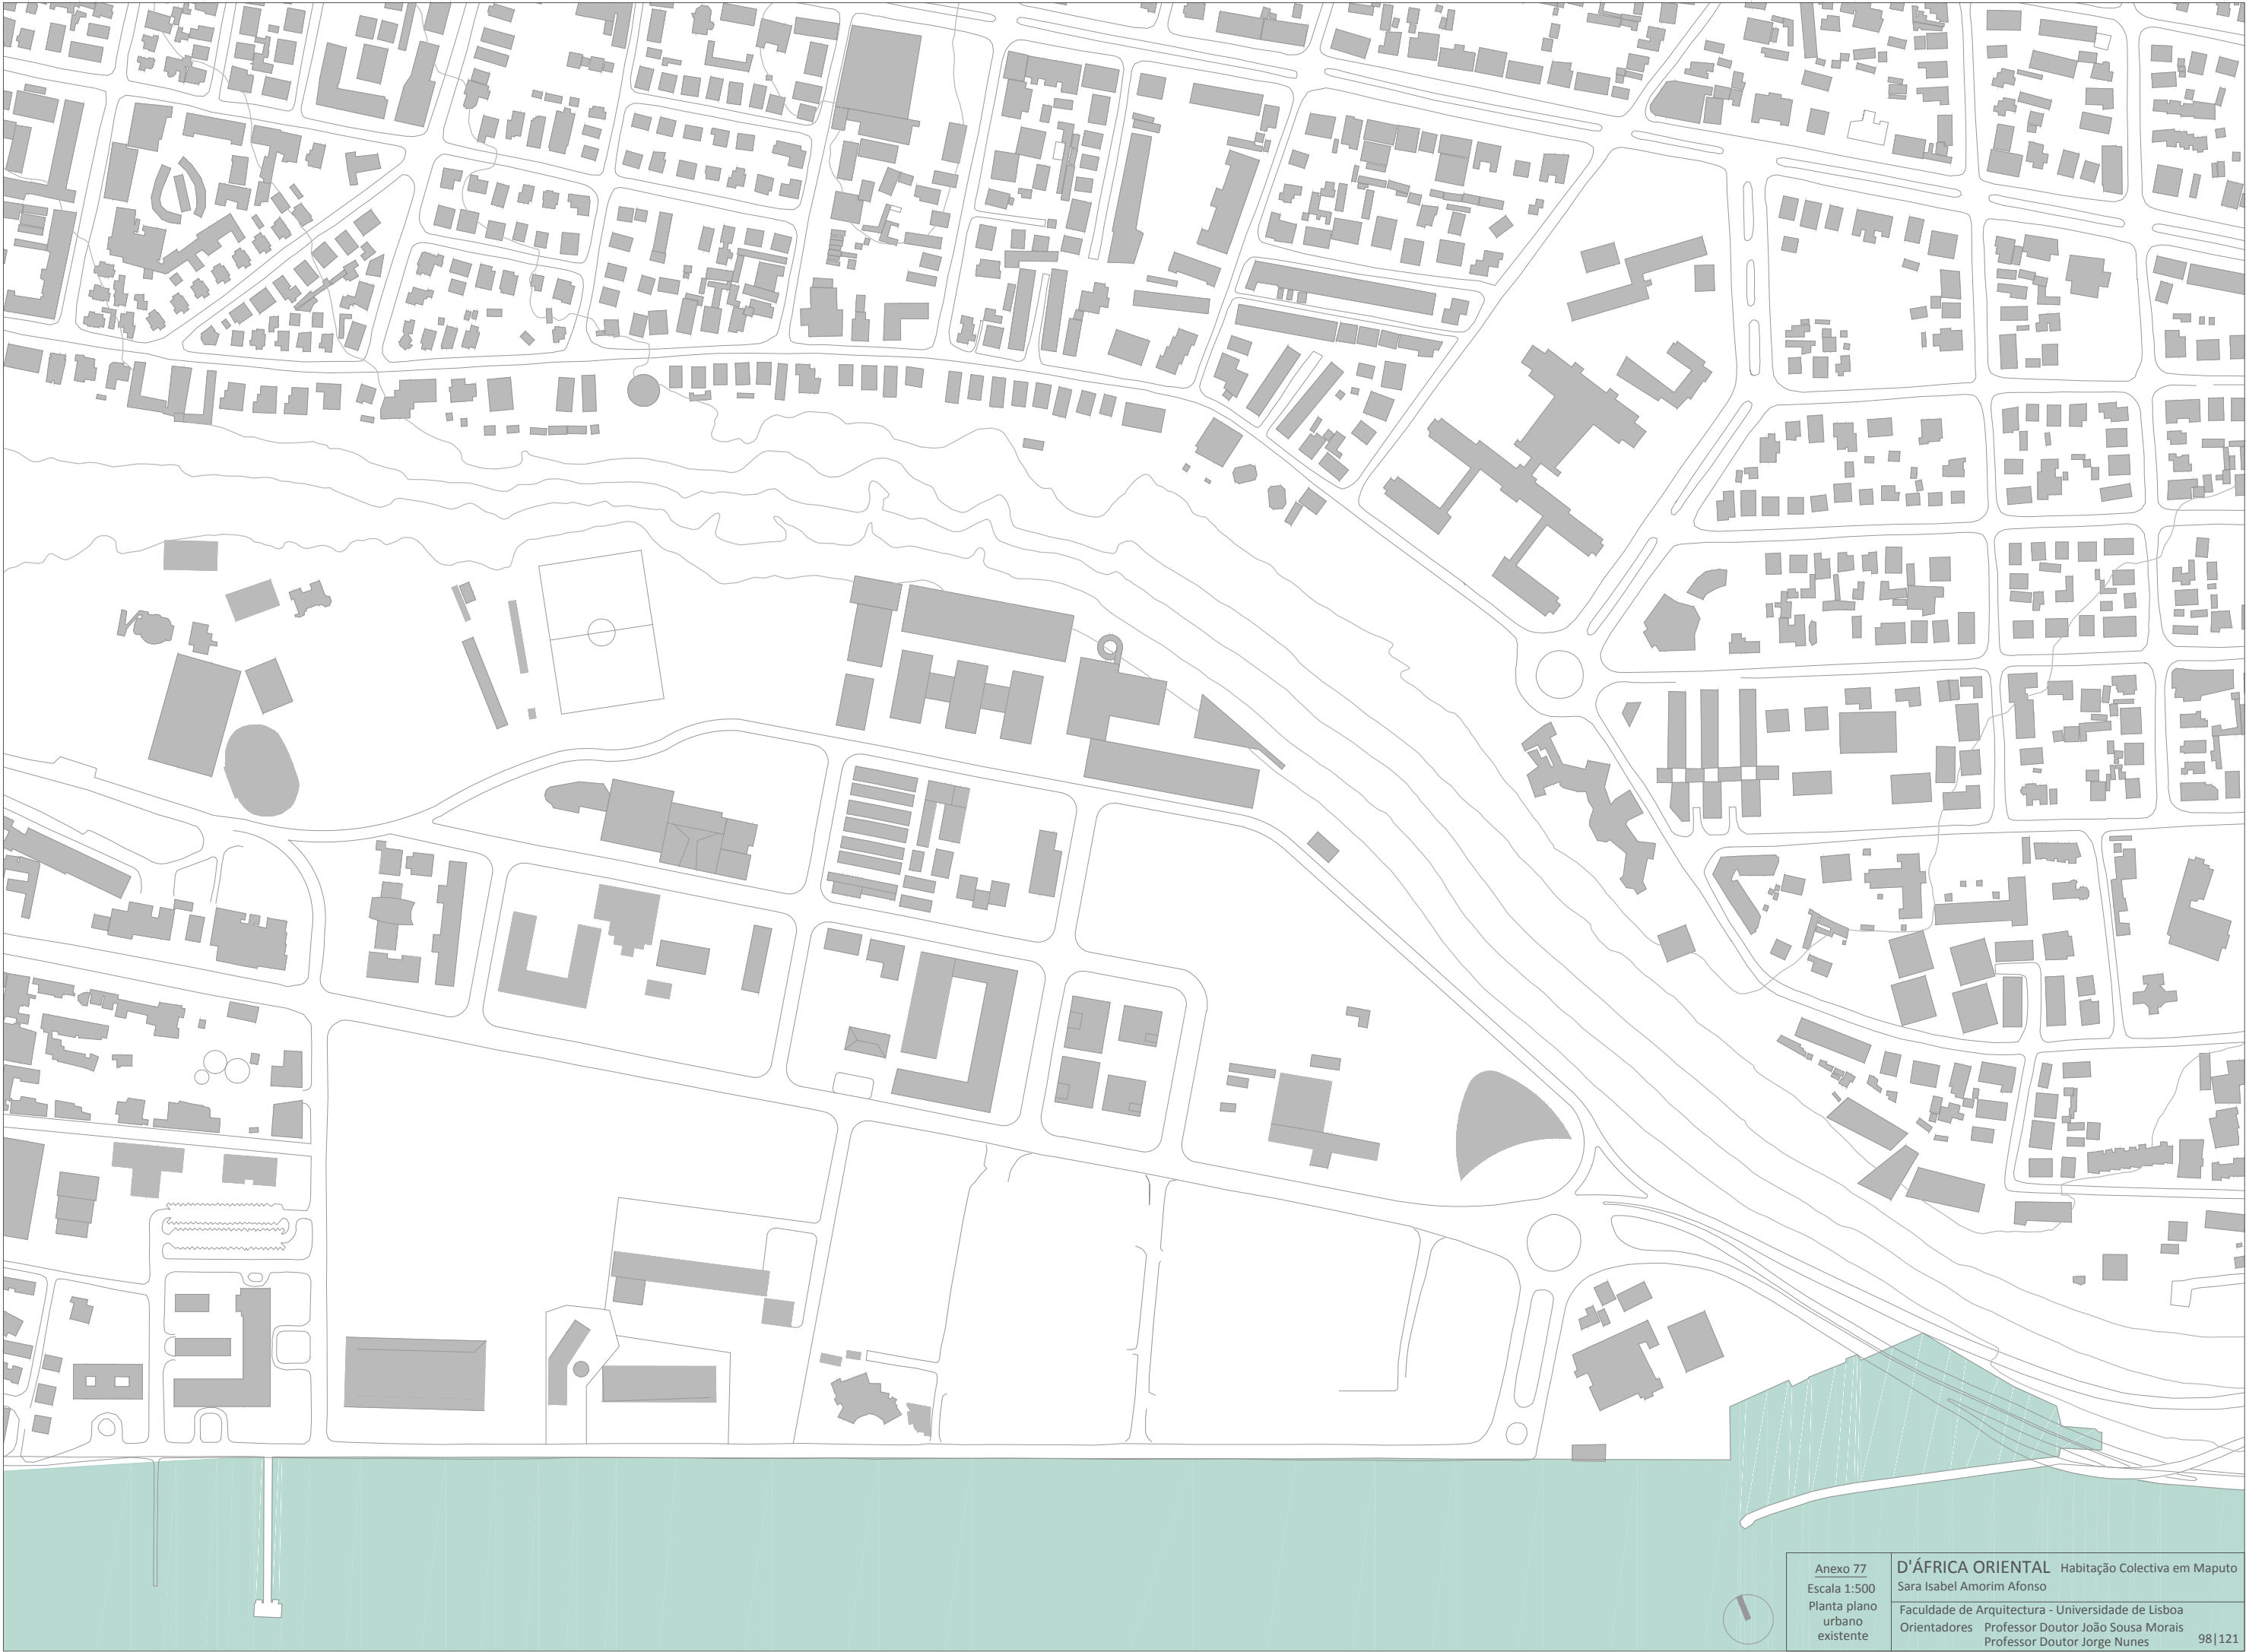 Anexo 77
Escala 1:500
Planta plano
urbano
existente
D'ÁFRICA ORIENTAL Habitação Colectiva em Maputo
Sara Isabel Amorim Afonso
Faculdade de Arquitectura - Universidade de Lisboa
Orientadores Professor Doutor João Sousa Morais
Professor Doutor Jorge Nunes
98|121